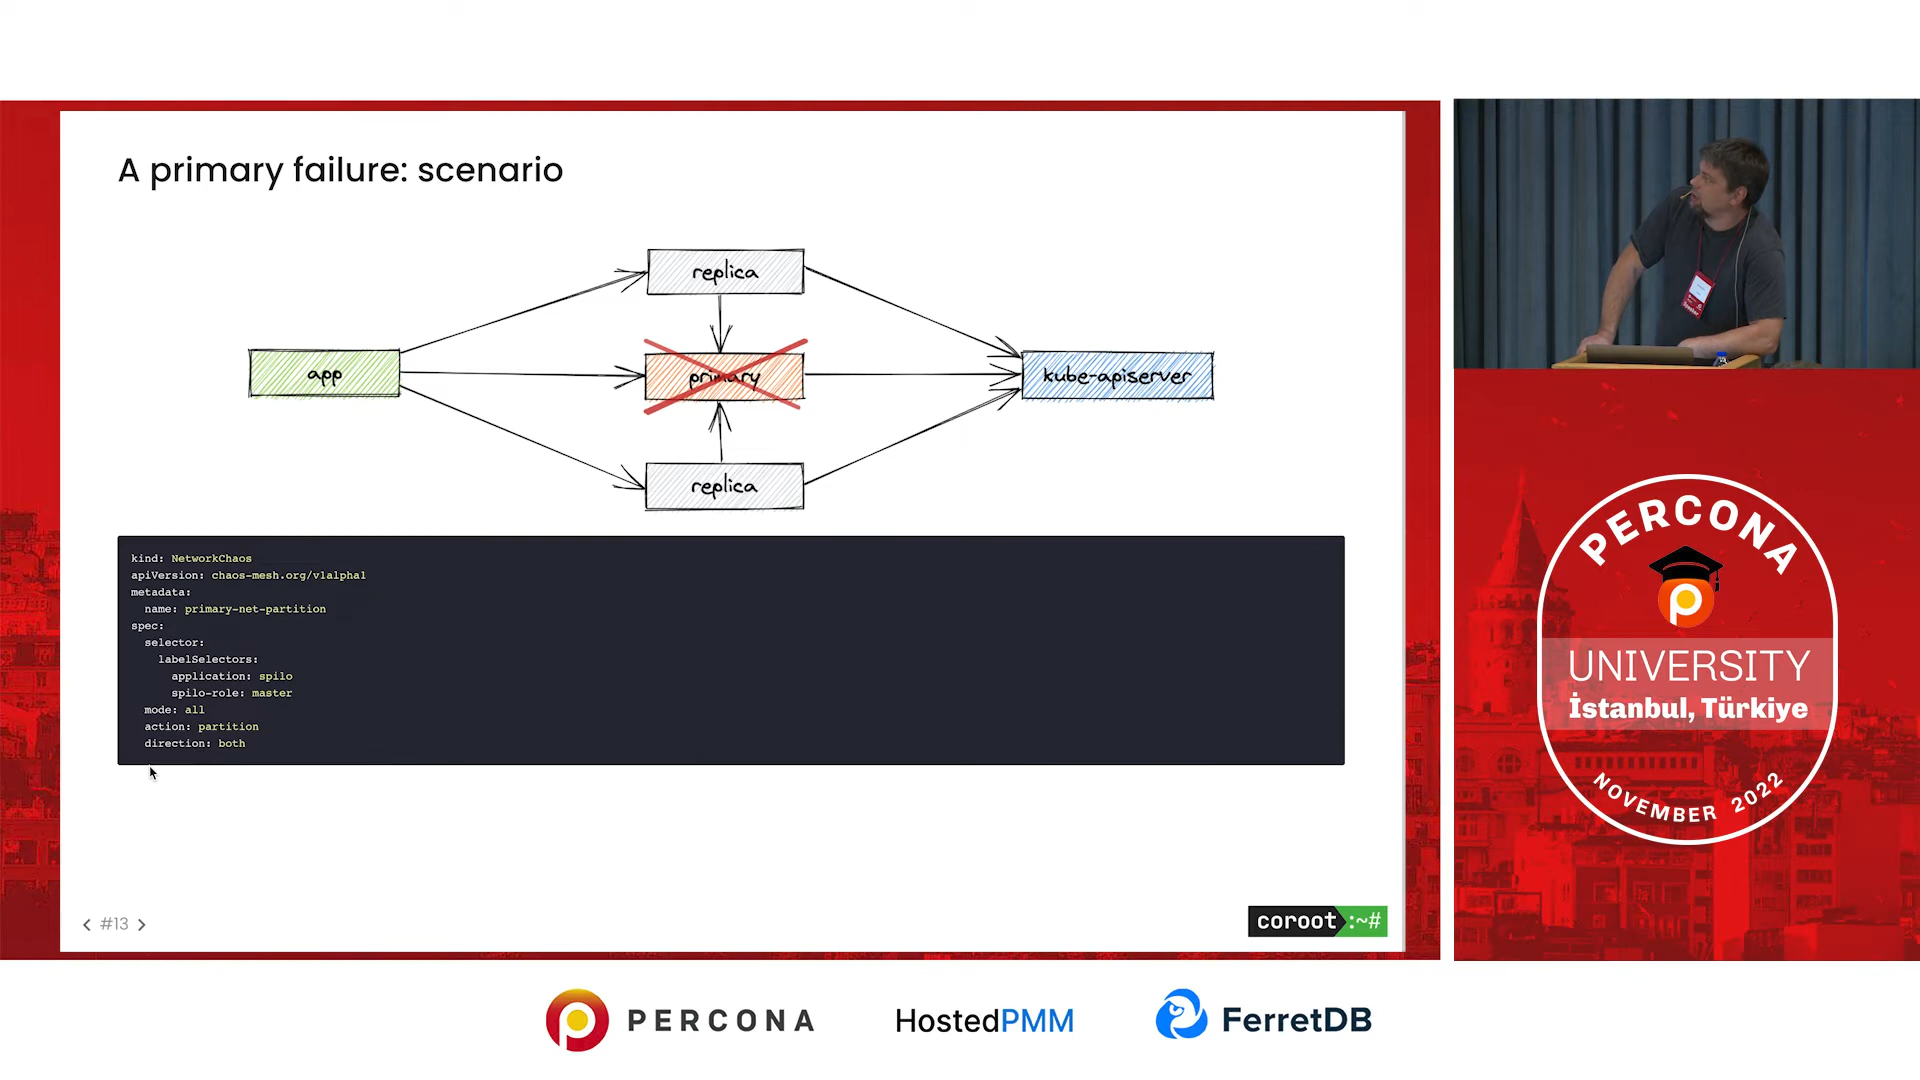 A primary failure: scenario
replica
app
primary
kube-apiserver
replica
kind: NetworkChaos
apiVersion: chaos-mesh.org/v1alpha1
metadata:
  name: primary-net-partition
spec:
  selector:
    labelSelectors:
      application: spilo
      spilo-role: master
  mode: all
  action: partition
  direction: both
< #13 >
coroot:~#
PERCONA
UNIVERSITY
İstanbul, Türkiye
NOVEMBER 2022
PERCONA
HostedPMM
FerretDB